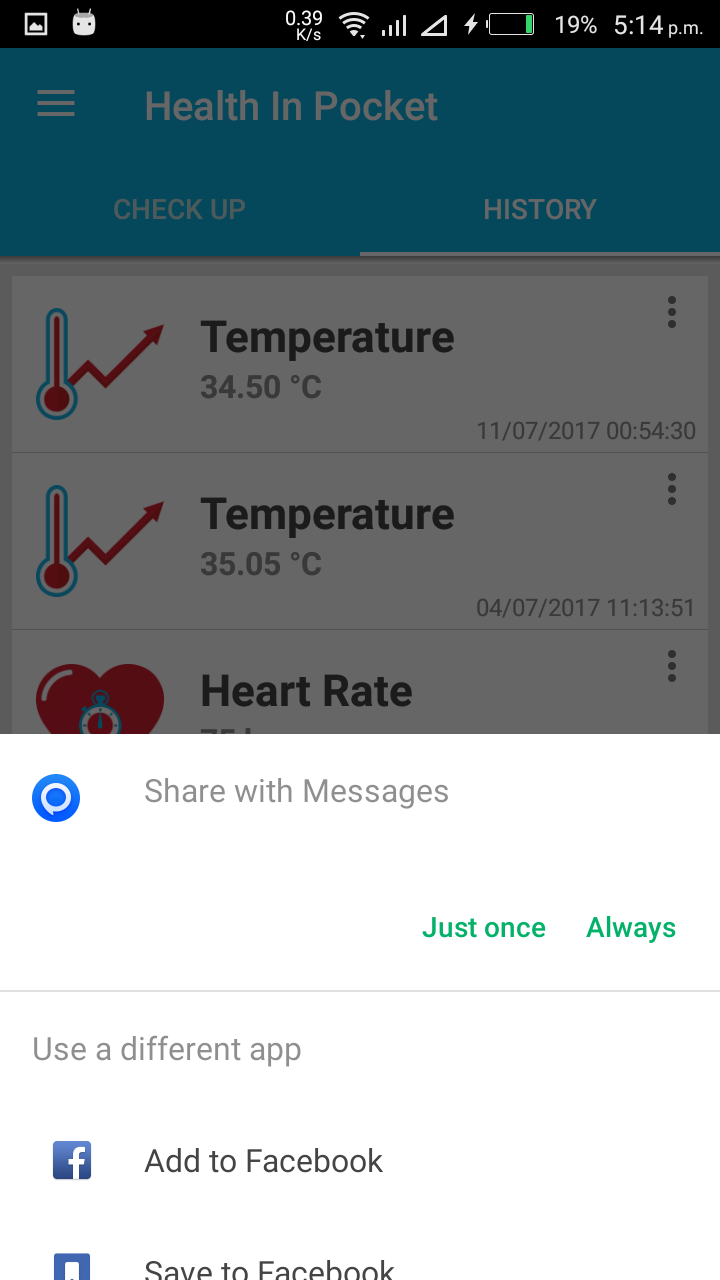 0.39
K/s
19%
5:14 p.m.
Health In Pocket
CHECK UP
HISTORY
Temperature
34.50 °C
11/07/2017 00:54:30
Temperature
35.05 °C
04/07/2017 11:13:51
Heart Rate
Share with Messages
Just once
Always
Use a different app
Add to Facebook
Save to Facebook